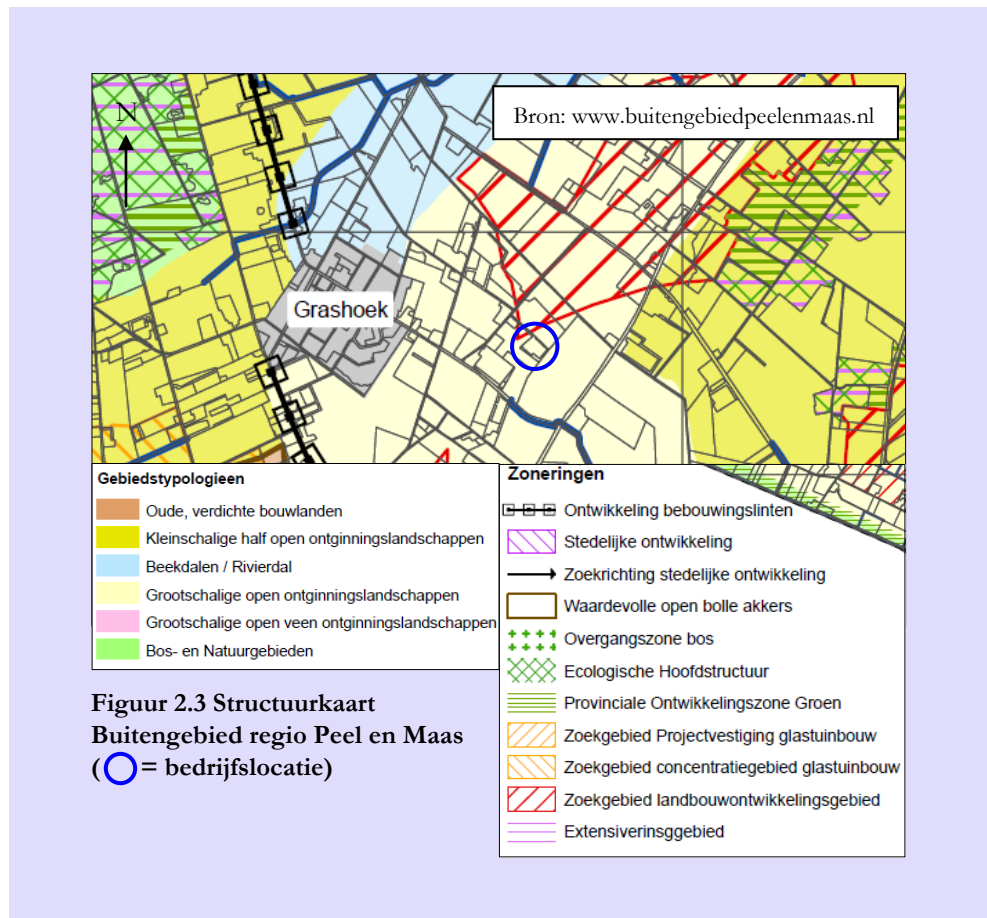 N
Bron: www.buitengebiedpeelenmaas.nl
Grashoek
Gebiedstypologieen
Oude, verdichte bouwlanden
Kleinschalige half open ontginningslandschappen
Beekdalen / Rivierdal
Grootschalige open ontginningslandschappen
Grootschalige open veen ontginningslandschappen
Bos- en Natuurgebieden
Zoneringen
Ontwikkeling bebouwingslinten
Stedelijke ontwikkeling
Zoekrichting stedelijke ontwikkeling
Waardevolle open bolle akkers
Overgangszone bos
Ecologische Hoofdstructuur
Provinciale Ontwikkelingszone Groen
Zoekgebied Projectvestiging glastuinbouw
Zoekgebied concentratiegebied glastuinbouw
Zoekgebied landbouwontwikkelingsgebied
Extensiverinsggebied
Figuur 2.3 Structuurkaart
Buitengebied regio Peel en Maas
( = bedrijfslocatie)